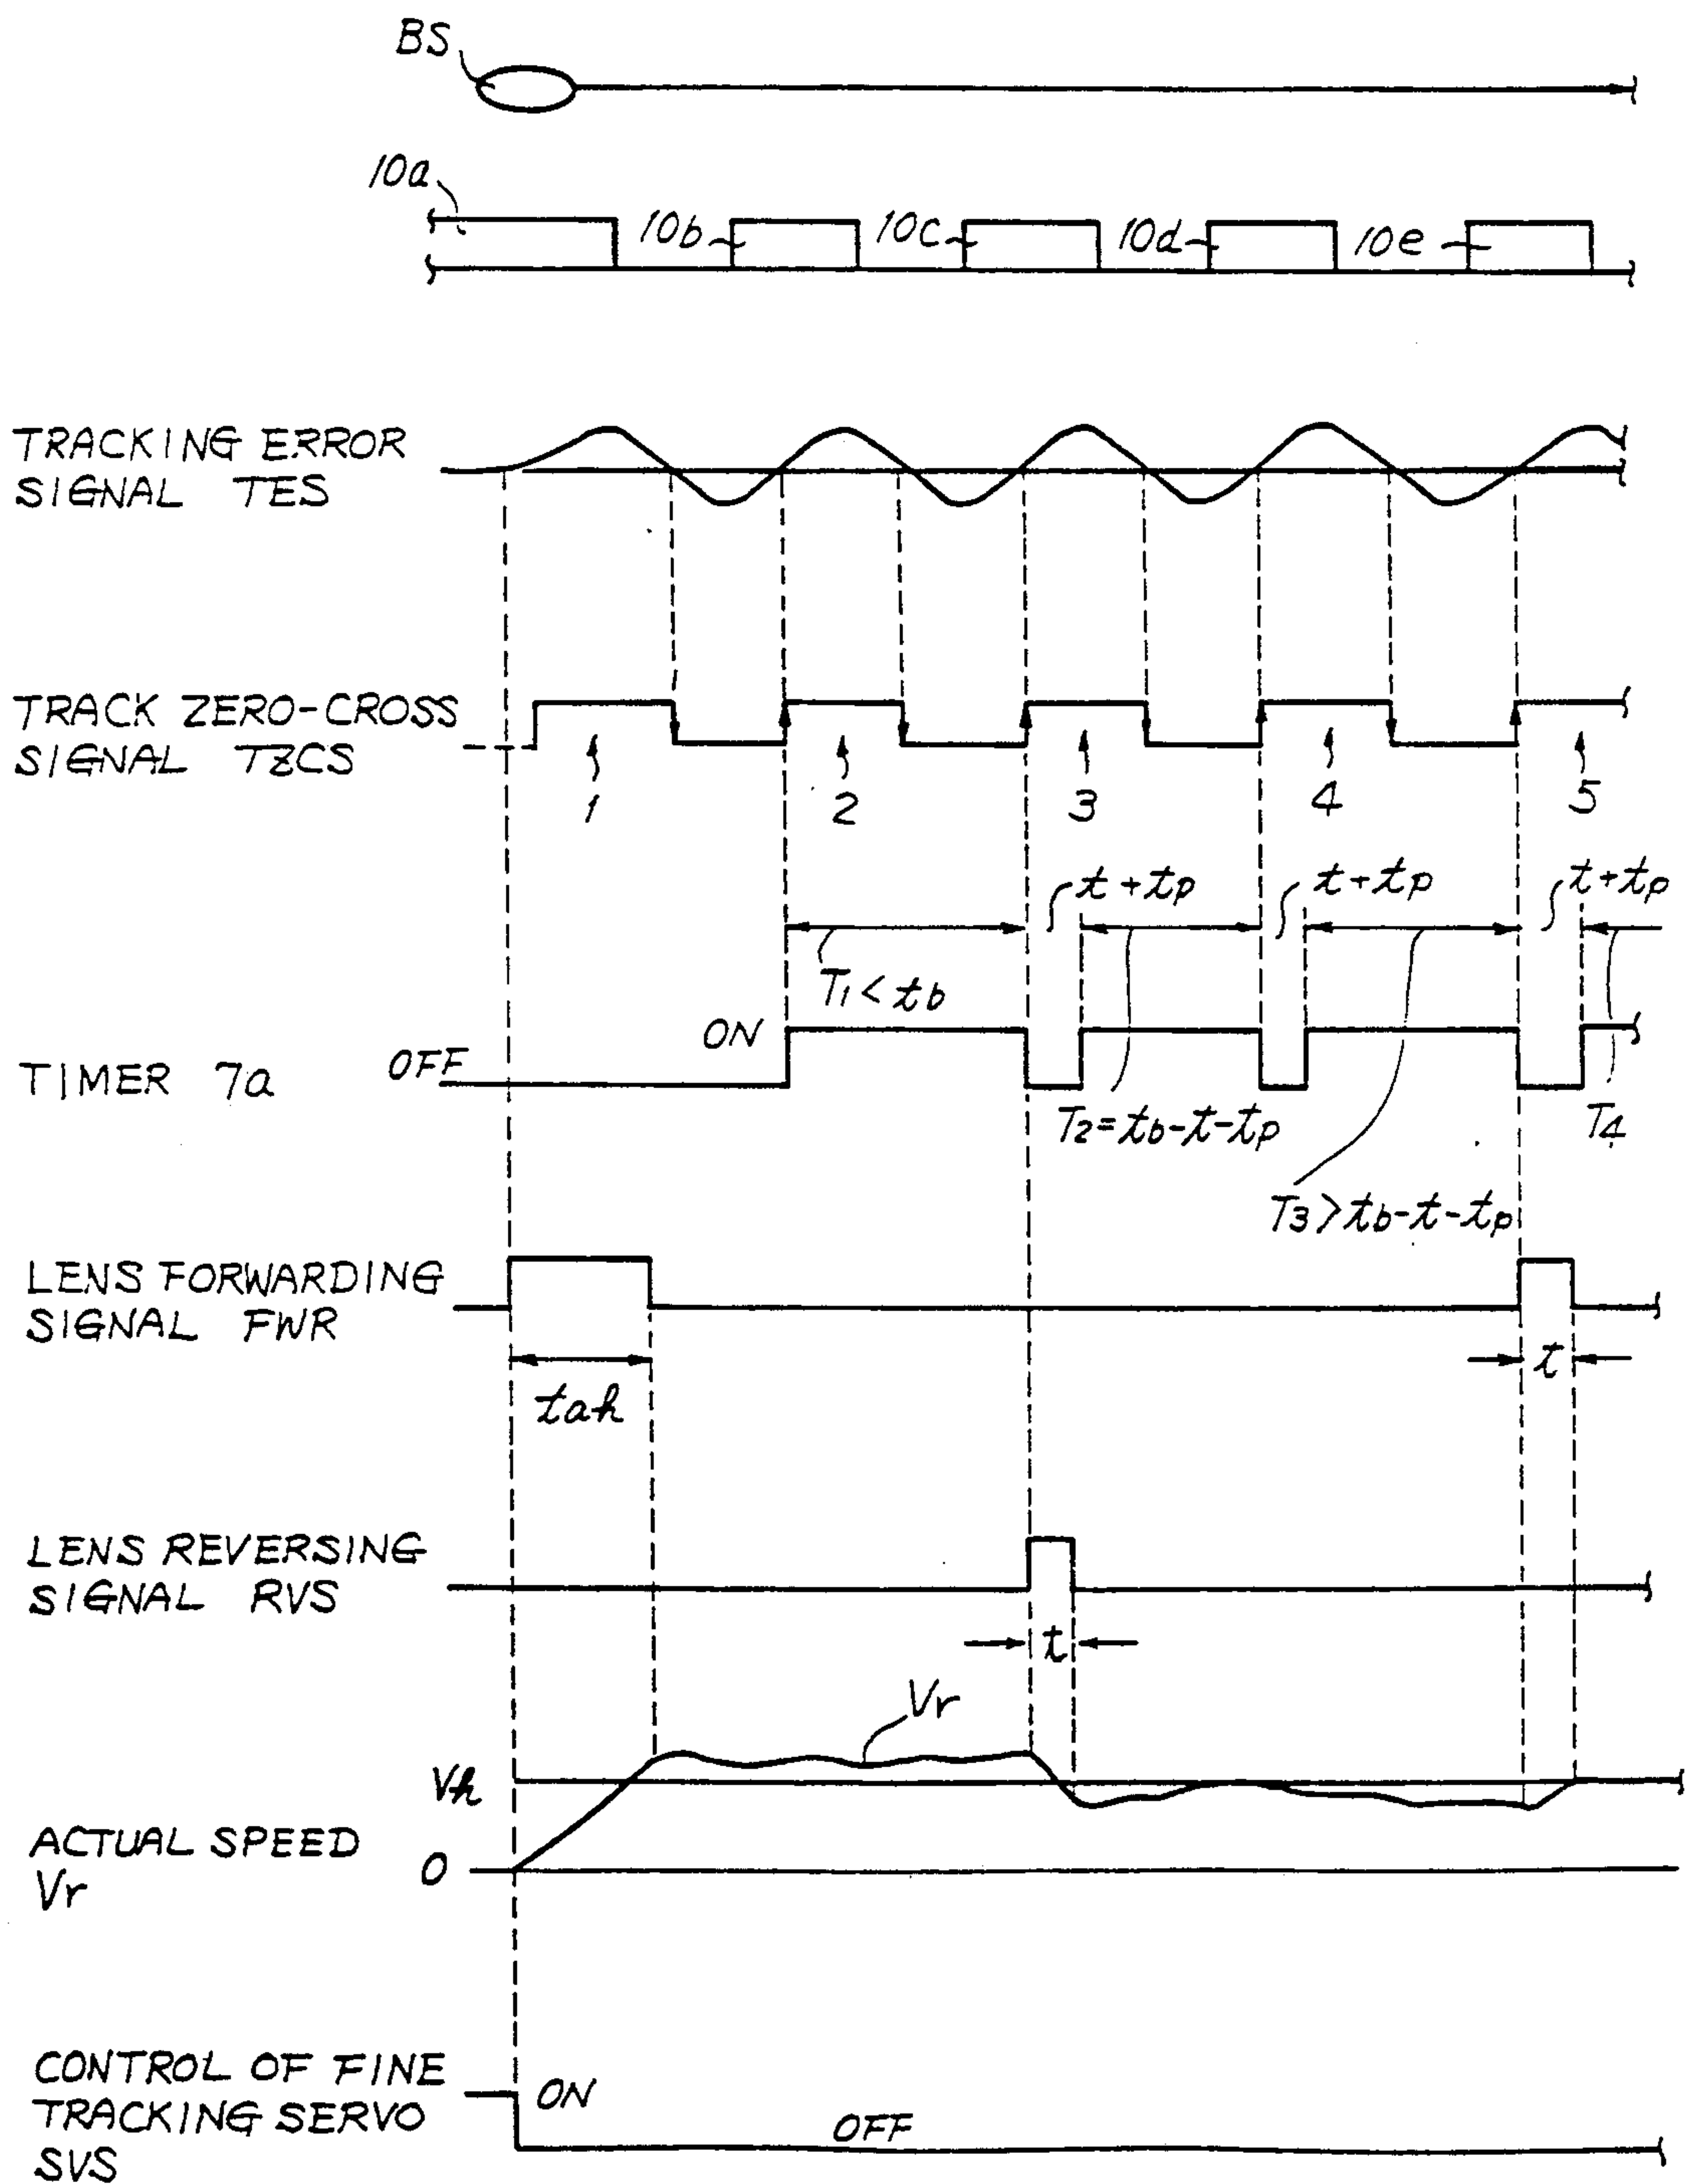 BS
10a
10b 10c 10d 10e
TRACKING ERROR
SIGNAL TES
TRACK ZERO-CROSS
SIGNAL TZCS
1 2 3 4 5
t+tp t+tp t+tp
T1<tb
ON
OFF
TIMER 7a
T2=tb-t-tp
T4
T3>tb-t-tp
LENS FORWARDING
SIGNAL FWR
t
tah
LENS REVERSING
SIGNAL RVS
t
Vr
Vh
ACTUAL SPEED
Vr
0
CONTROL OF FINE
TRACKING SERVO
SVS
ON
OFF